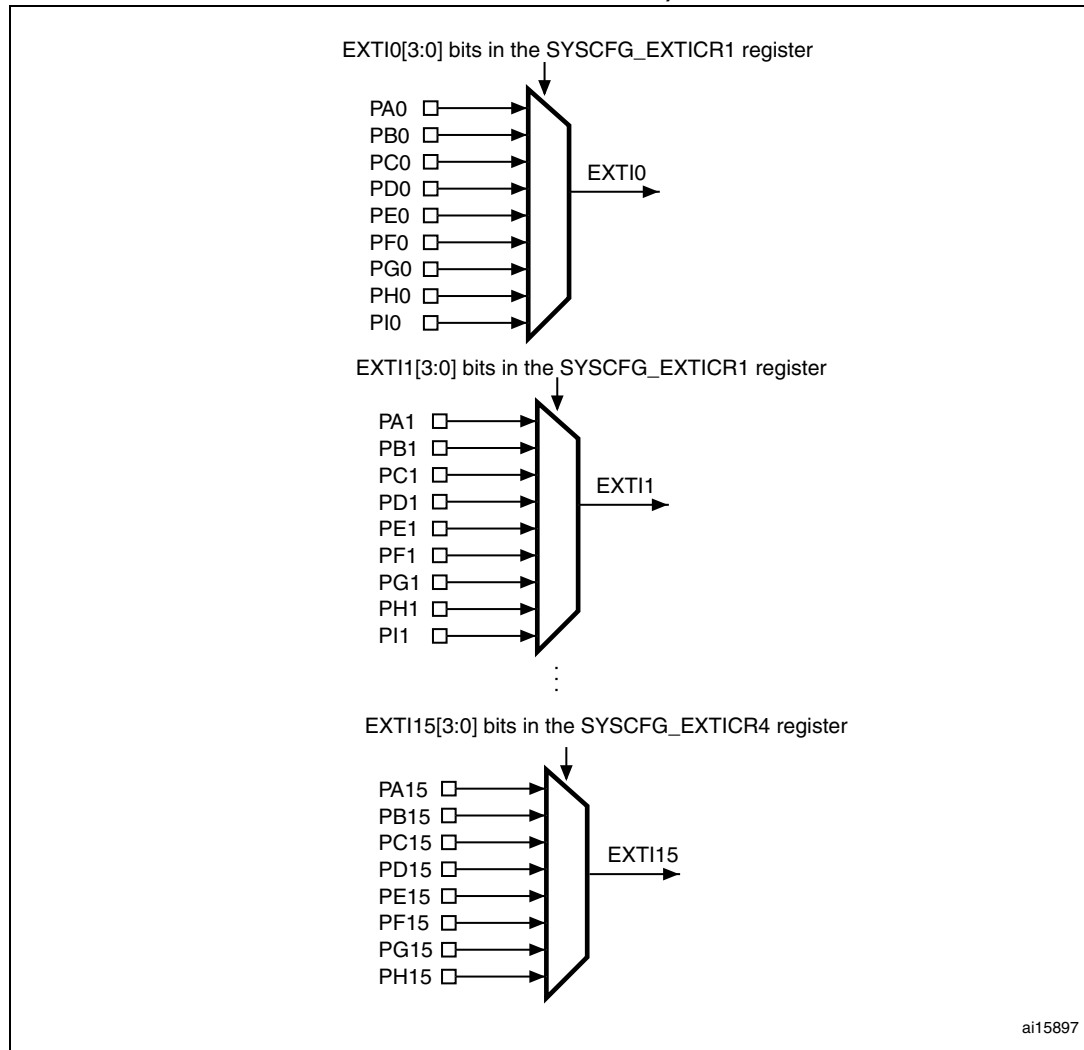 EXTI0[3:0] bits in the SYSCFG_EXTICR1 register
PA0
PB0
PC0
PD0
PE0
PF0
PG0
PH0
PI0
EXTI0
EXTI1[3:0] bits in the SYSCFG_EXTICR1 register
PA1
PB1
PC1
PD1
PE1
PF1
PG1
PH1
PI1
EXTI1
EXTI15[3:0] bits in the SYSCFG_EXTICR4 register
PA15
PB15
PC15
PD15
PE15
PF15
PG15
PH15
EXTI15
ai15897